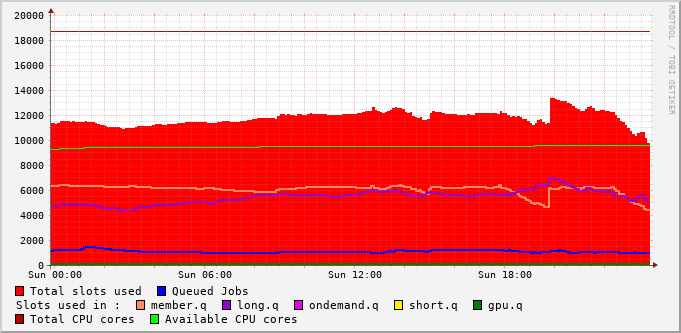 20000
18000
16000
14000
12000
10000
8000
6000
4000
2000
0
Sun 00:00 Sun 06:00 Sun 12:00 Sun 18:00
RRDTOOL / TOBI OETIKER
Total slots used Queued Jobs
Slots used in : member.q long.q ondemand.q short.q gpu.q
Total CPU cores Available CPU cores